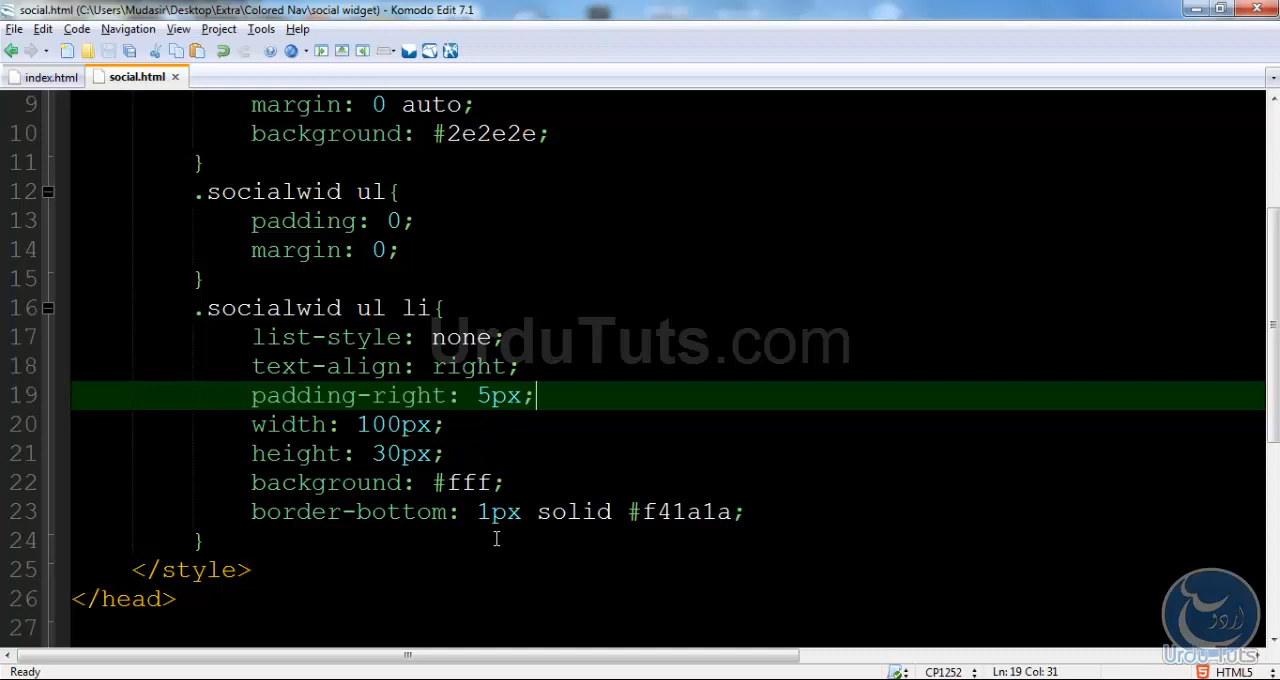 social.html (C:\Users\Mudasir\Desktop\Extra\Colored Nav\social widget) - Komodo Edit 7.1
File Edit Code Navigation View Project Tools Help
index.html social.html
9 margin: 0 auto;
10 background: #2e2e2e;
11 }
12 .socialwid ul{
13 padding: 0;
14 margin: 0;
15 }
16 .socialwid ul li{
17 list-style: none;
18 text-align: right;
UrduTuts.com
19 padding-right: 5px;
20 width: 100px;
21 height: 30px;
22 background: #fff;
23 border-bottom: 1px solid #f41a1a;
24 }
25 </style>
26 </head>
27
اردو
Urdu Tuts
Ready CP1252 Ln: 19 Col: 31 HTML5